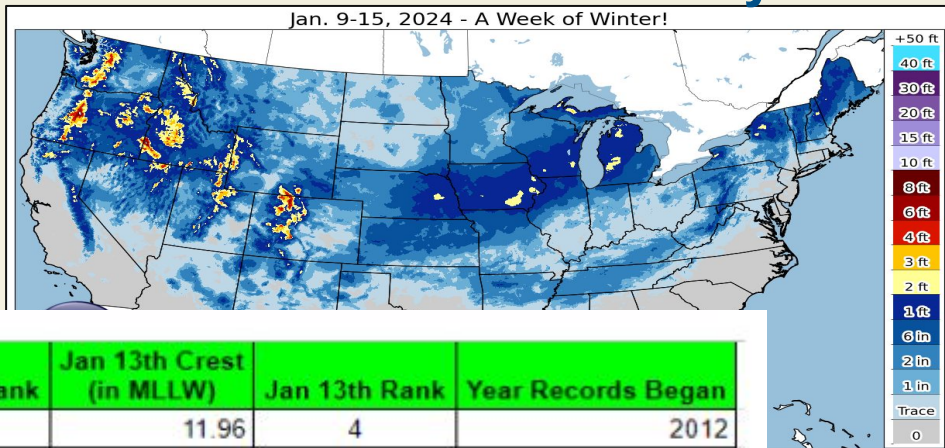 Jan. 9-15, 2024 - A Week of Winter!
+50 ft
40 ft
30 ft
20 ft
15 ft
10 ft
8 ft
6 ft
4 ft
3 ft
2 ft
1 ft
6 in
2 in
1 in
Trace
0
Jan 13th Crest
(in MLLW) Jan 13th Rank Year Records Began
11.96 4 2012